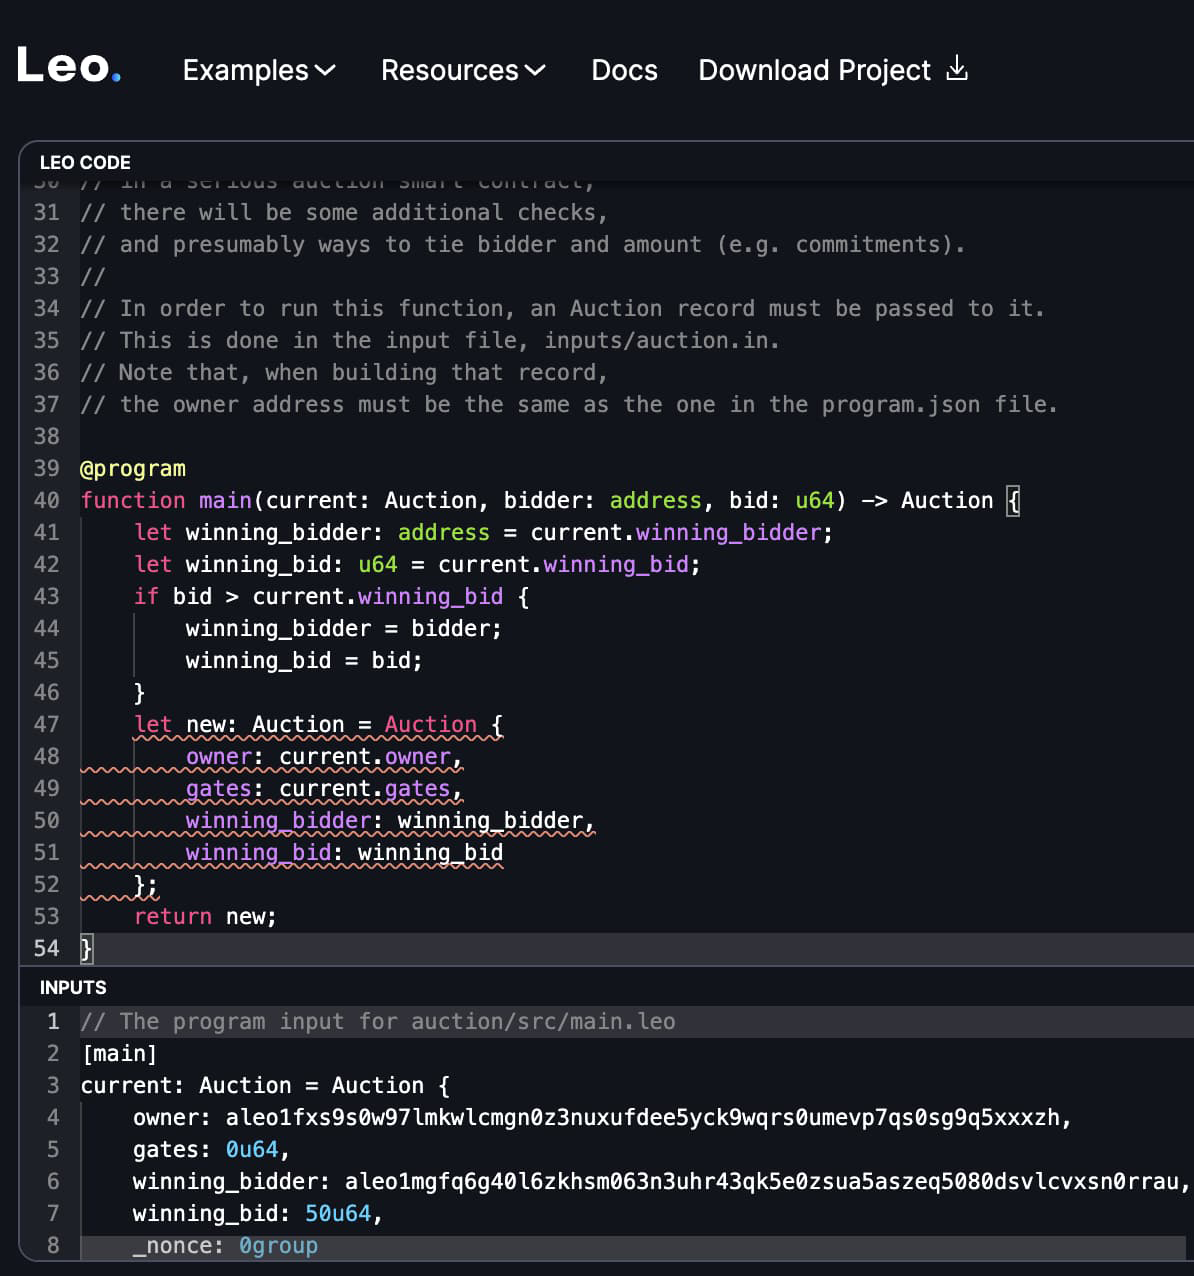 Leo. Examples Resources Docs Download Project
LEO CODE
30 // in a serious auction smart contract,
31 // there will be some additional checks,
32 // and presumably ways to tie bidder and amount (e.g. commitments).
33 //
34 // In order to run this function, an Auction record must be passed to it.
35 // This is done in the input file, inputs/auction.in.
36 // Note that, when building that record,
37 // the owner address must be the same as the one in the program.json file.
38
39 @program
40 function main(current: Auction, bidder: address, bid: u64) -> Auction {
41     let winning_bidder: address = current.winning_bidder;
42     let winning_bid: u64 = current.winning_bid;
43     if bid > current.winning_bid {
44         winning_bidder = bidder;
45         winning_bid = bid;
46     }
47     let new: Auction = Auction {
48         owner: current.owner,
49         gates: current.gates,
50         winning_bidder: winning_bidder,
51         winning_bid: winning_bid
52     };
53     return new;
54 }
INPUTS
1 // The program input for auction/src/main.leo
2 [main]
3 current: Auction = Auction {
4     owner: aleo1fxs9s0w97lmkwlcmgn0z3nuxufdee5yck9wqrs0umevp7qs0sg9q5xxxzh,
5     gates: 0u64,
6     winning_bidder: aleo1mgfq6g40l6zkhsm063n3uhr43qk5e0zsua5aszeq5080dsvlcvxsn0rrau,
7     winning_bid: 50u64,
8     _nonce: 0group